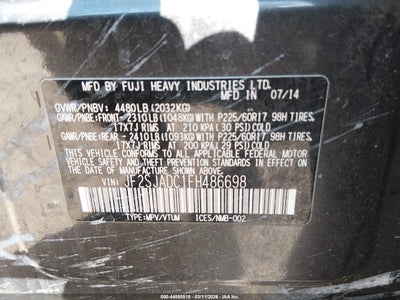 MFD BY FUJI HEAVY INDUSTRIES LTD.
MFD IN 07/14
GVWR/PNBV: 4480LB(2032KG)
GAWR/PNBE:FRONT-2310LB(1048KG)WITH P225/60R17 98H TIRES
17X7J RIMS AT 210 KPA(30 PSI)COLD
GAWR/PNBE:REAR -2410LB(1093KG)WITH P225/60R17 98H TIRES
17X7J RIMS AT 200 KPA(29 PSI)COLD
THIS VEHICLE CONFORMS TO ALL APPLICABLE FEDERAL MOTOR
VEHICLE SAFETY AND BUMPER STANDARDS IN EFFECT ON
THE DATE OF MANUFACTURE SHOWN ABOVE.
VIN: JF2SJADC1FH486698
TYPE:MPV/VTUM ICES/NMB-002
000-44580518 - 03/11/2026 - IAA